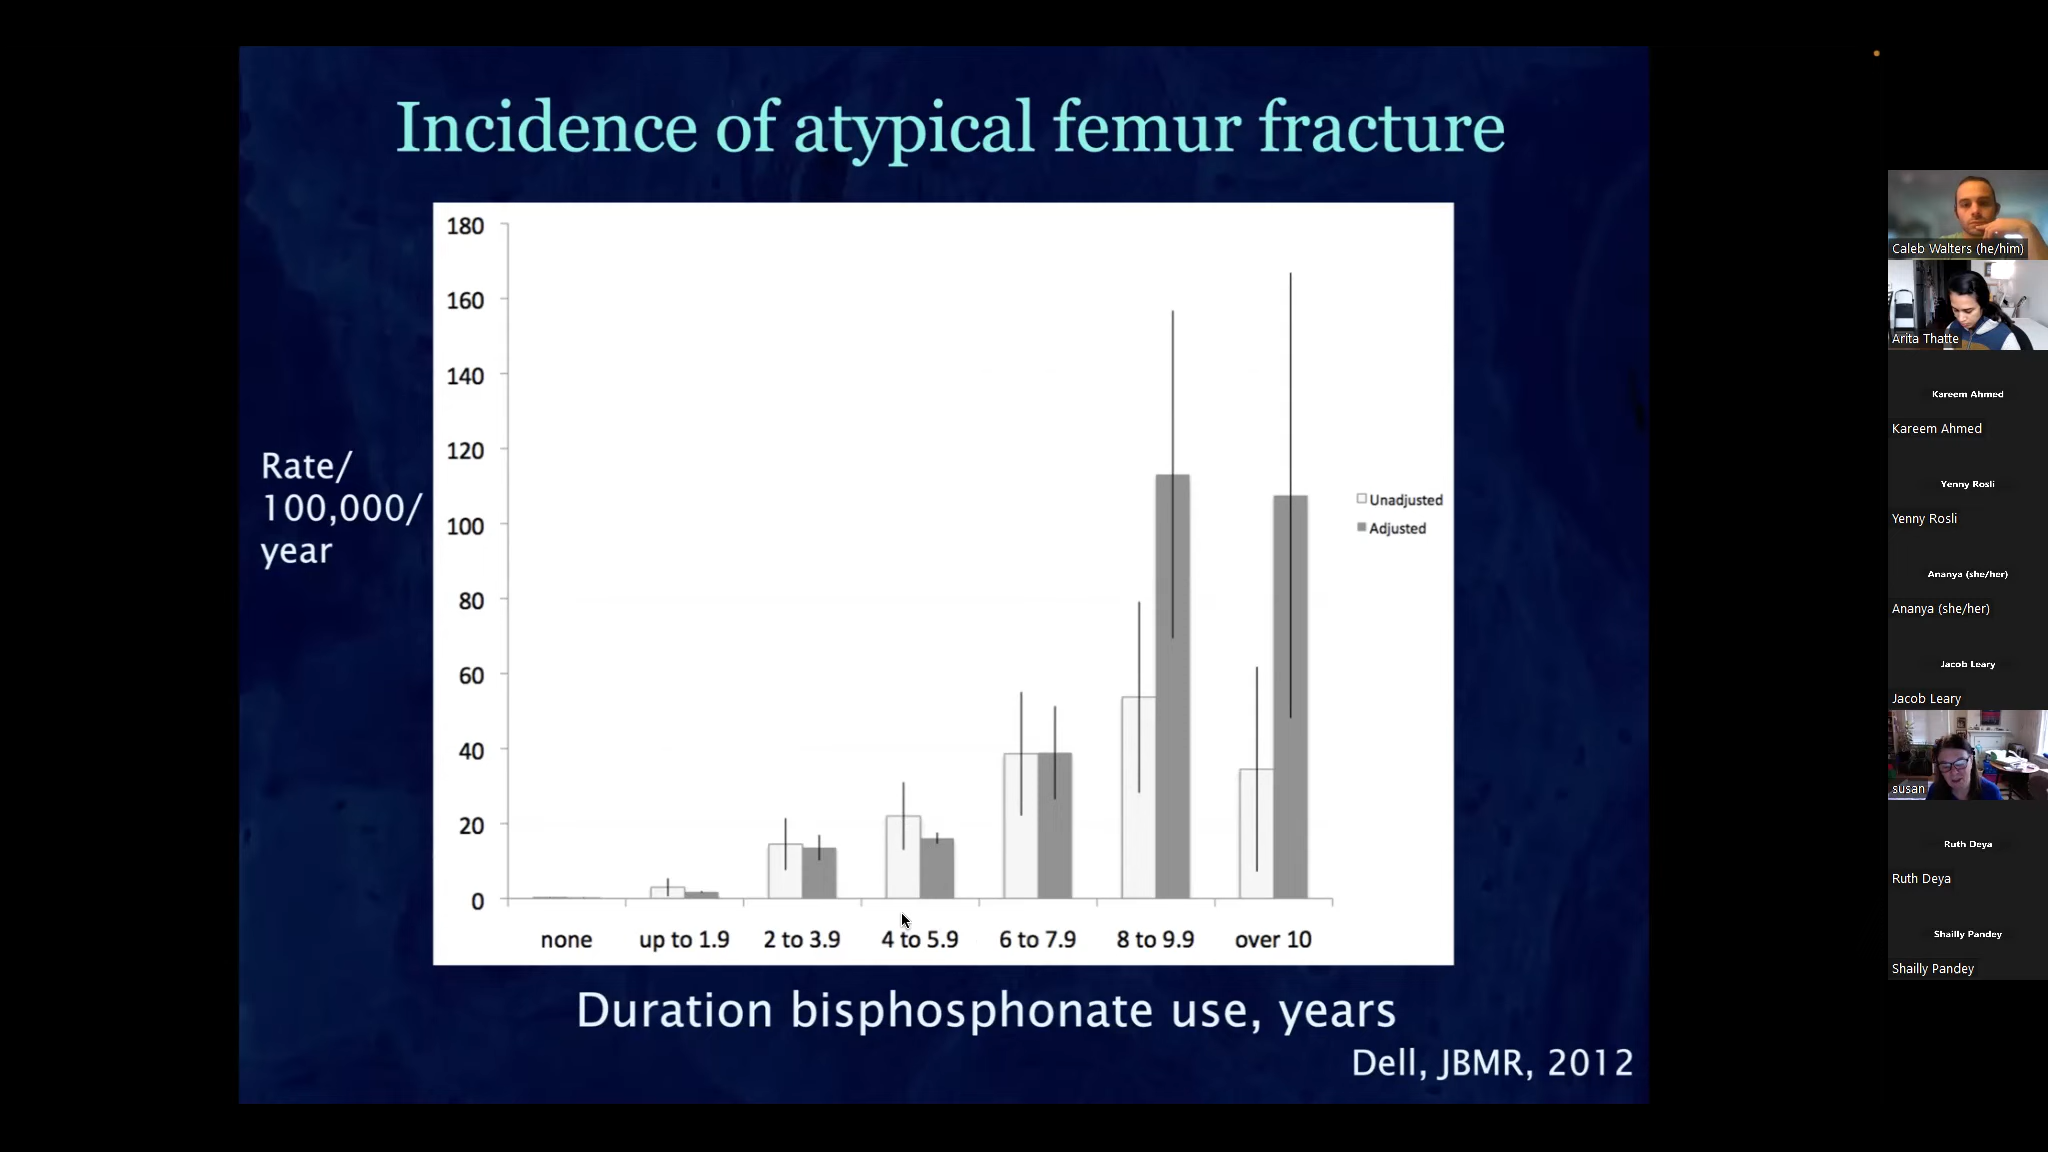 Incidence of atypical femur fracture
Rate/
100,000/
year
180
160
140
120
100
80
60
40
20
0
Unadjusted
Adjusted
none up to 1.9 2 to 3.9 4 to 5.9 6 to 7.9 8 to 9.9 over 10
Duration bisphosphonate use, years
Dell, JBMR, 2012
Caleb Walters (he/him)
Arita Thatte
Kareem Ahmed
Kareem Ahmed
Yenny Rosli
Yenny Rosli
Ananya (she/her)
Ananya (she/her)
Jacob Leary
Jacob Leary
susan
Ruth Deya
Ruth Deya
Shailly Pandey
Shailly Pandey